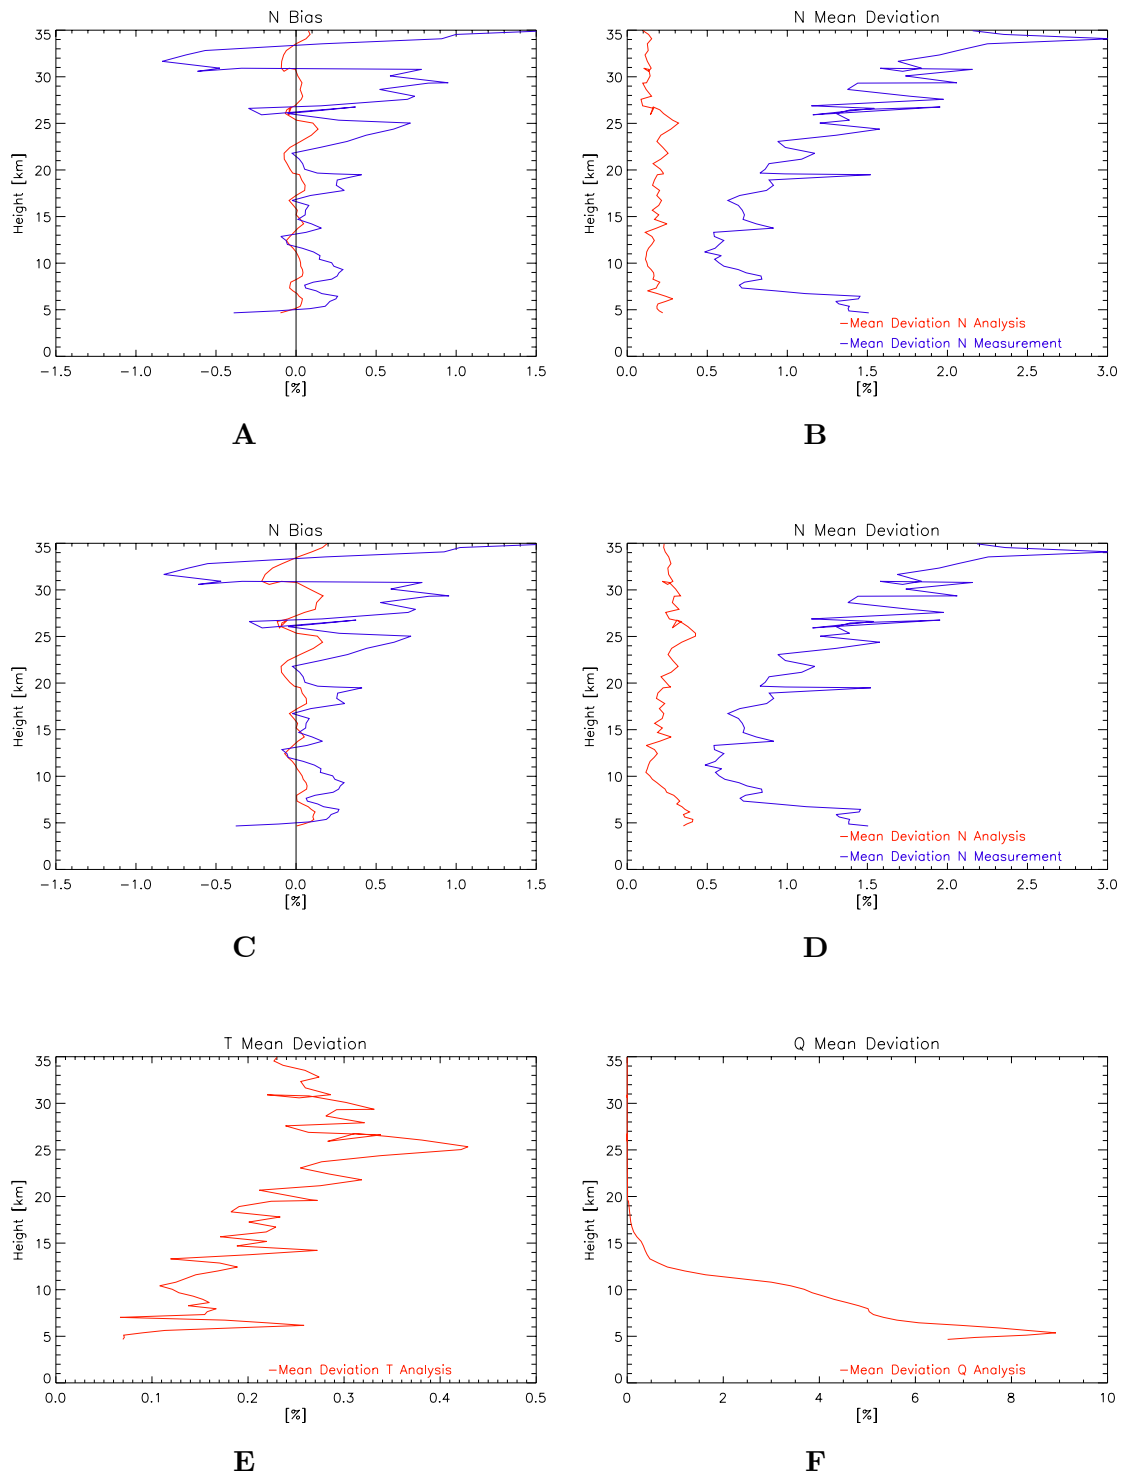 N Bias
35
30
25
20
15
10
5
0
Height [km]
−1.5 −1.0 −0.5 0.0 0.5 1.0 1.5
[%]
A
N Mean Deviation
35
30
25
20
15
10
5
0
Height [km]
−Mean Deviation N Analysis
−Mean Deviation N Measurement
0.0 0.5 1.0 1.5 2.0 2.5 3.0
[%]
B
N Bias
35
30
25
20
15
10
5
0
Height [km]
−1.5 −1.0 −0.5 0.0 0.5 1.0 1.5
[%]
C
N Mean Deviation
35
30
25
20
15
10
5
0
Height [km]
−Mean Deviation N Analysis
−Mean Deviation N Measurement
0.0 0.5 1.0 1.5 2.0 2.5 3.0
[%]
D
T Mean Deviation
35
30
25
20
15
10
5
0
Height [km]
−Mean Deviation T Analysis
0.0 0.1 0.2 0.3 0.4 0.5
[%]
E
Q Mean Deviation
35
30
25
20
15
10
5
0
Height [km]
−Mean Deviation Q Analysis
0 2 4 6 8 10
[%]
F